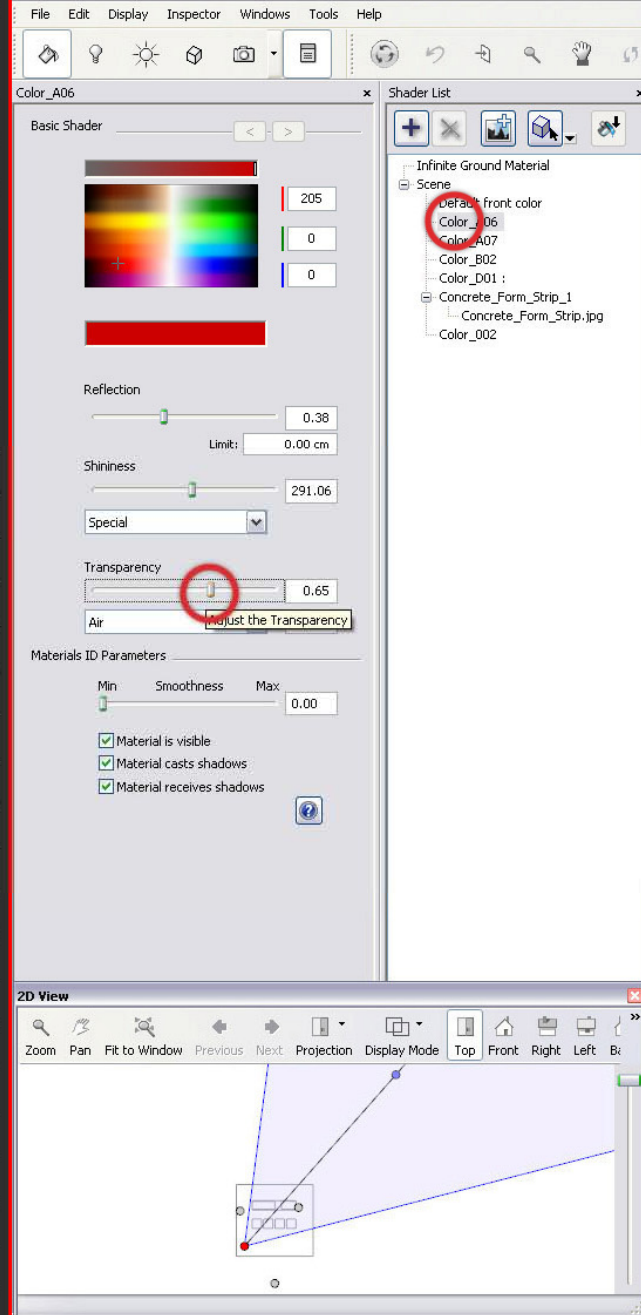 File Edit Display Inspector Windows Tools Help
Color_A06 x
Basic Shader < >
205
0
0
Reflection
0.38
Limit: 0.00 cm
Shininess
291.06
Special
Transparency
0.65
Air
Adjust the Transparency
Materials ID Parameters
Min Smoothness Max
0.00
Material is visible
Material casts shadows
Material receives shadows
?
Shader List x
Infinite Ground Material
Scene
Default front color
Color_A06
Color_A07
Color_B02
Color_D01 :
Concrete_Form_Strip_1
Concrete_Form_Strip.jpg
Color_002
2D View
Zoom Pan Fit to Window Previous Next Projection Display Mode Top Front Right Left Ba »